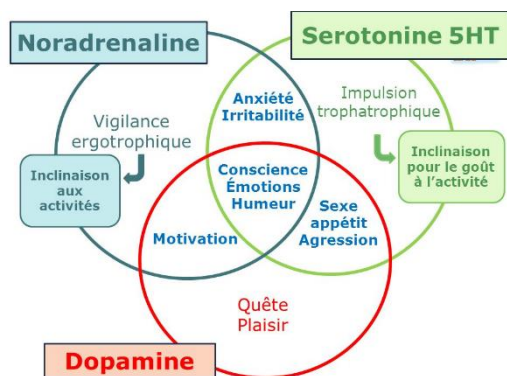 Noradrenaline
Serotonine 5HT
Anxiété
Irritabilité
Vigilance
ergotrophique
Impulsion
trophatrophique
Inclinaison
aux
activités
Inclinaison
pour le goût
à l'activité
Conscience
Émotions
Humeur
Motivation
Sexe
appétit
Agression
Quête
Plaisir
Dopamine